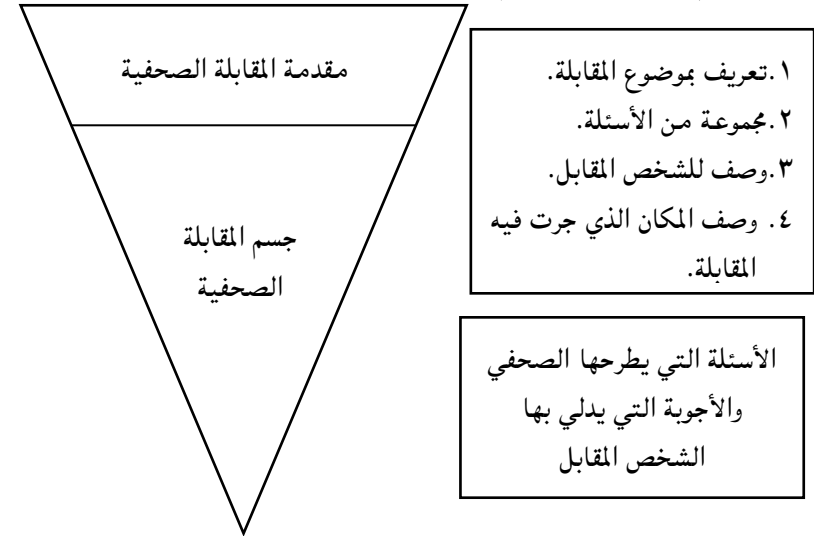 مقدمة المقابلة الصحفية
١.تعريف بموضوع المقابلة.
٢.مجموعة من الأسئلة.
٣.وصف للشخص المقابل.
٤. وصف المكان الذي جرت فيه
المقابلة.
جسم المقابلة
الصحفية
الأسئلة التي يطرحها الصحفي
والأجوبة التي يدلي بها
الشخص المقابل